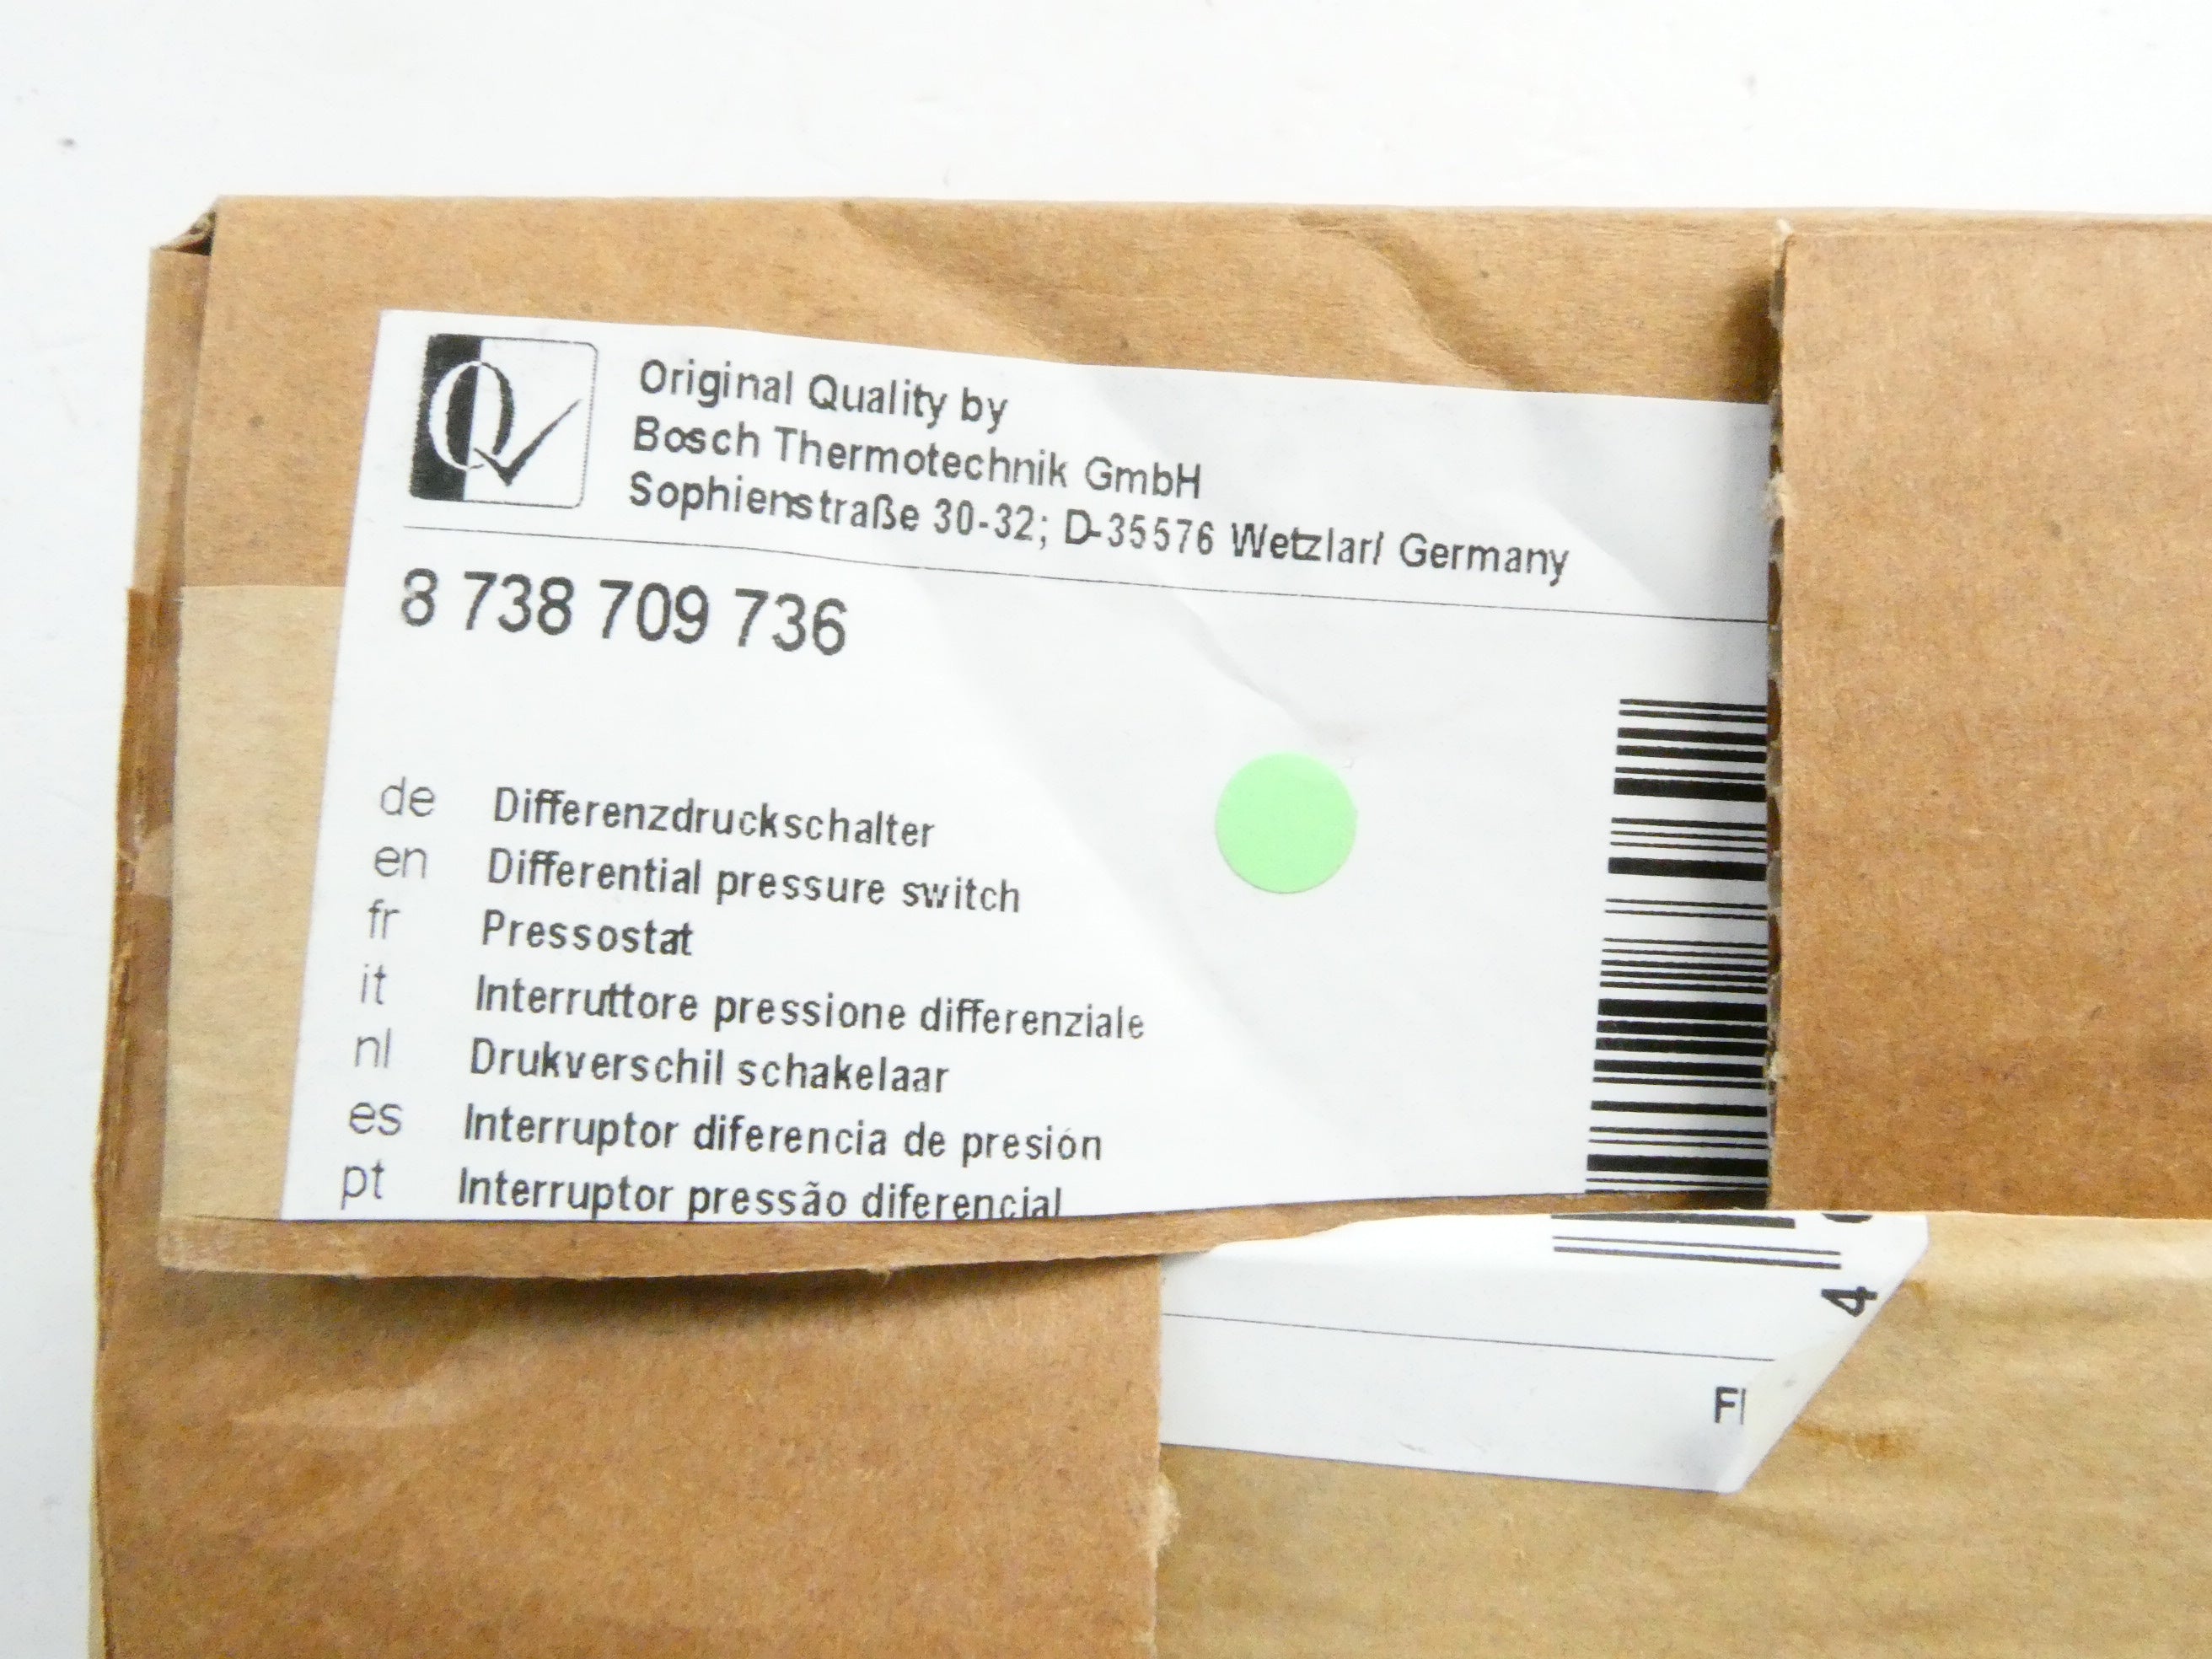 Original Quality by
Bosch Thermotechnik GmbH
Sophienstraße 30-32; D-35576 Wetzlar/ Germany
8 738 709 736
de Differenzdruckschalter
en Differential pressure switch
fr Pressostat
it Interruttore pressione differenziale
nl Drukverschil schakelaar
es Interruptor diferencia de presión
pt Interruptor pressão diferencial
4